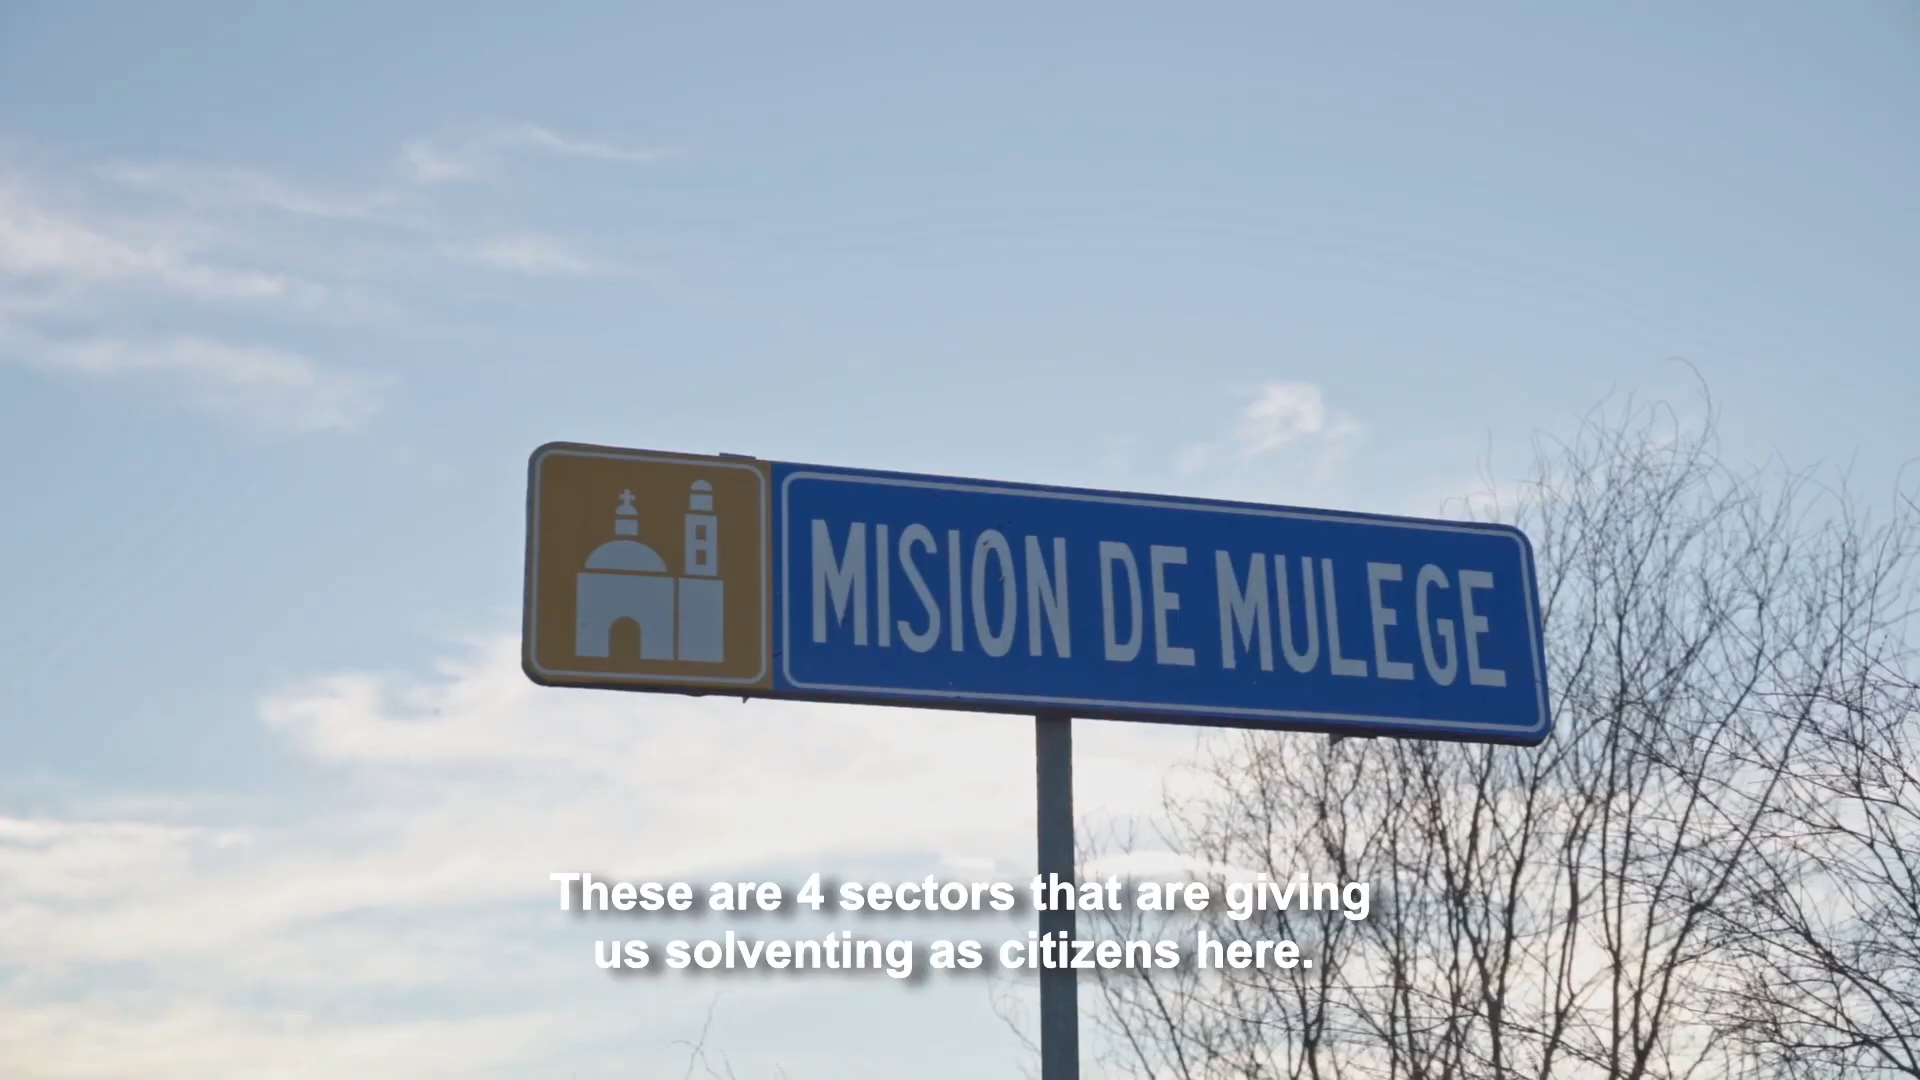 MISION DE MULEGE
These are 4 sectors that are giving
us solventing as citizens here.